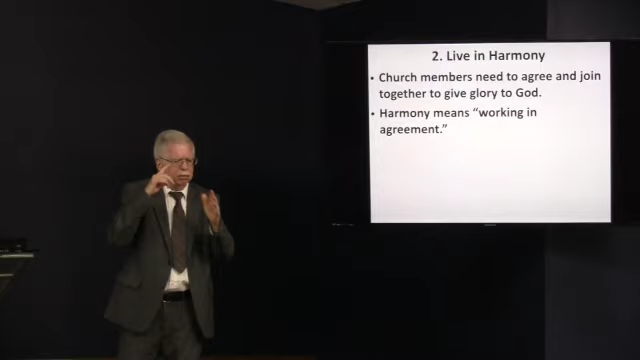 2. Live in Harmony
• Church members need to agree and join
together to give glory to God.
• Harmony means “working in
agreement.”